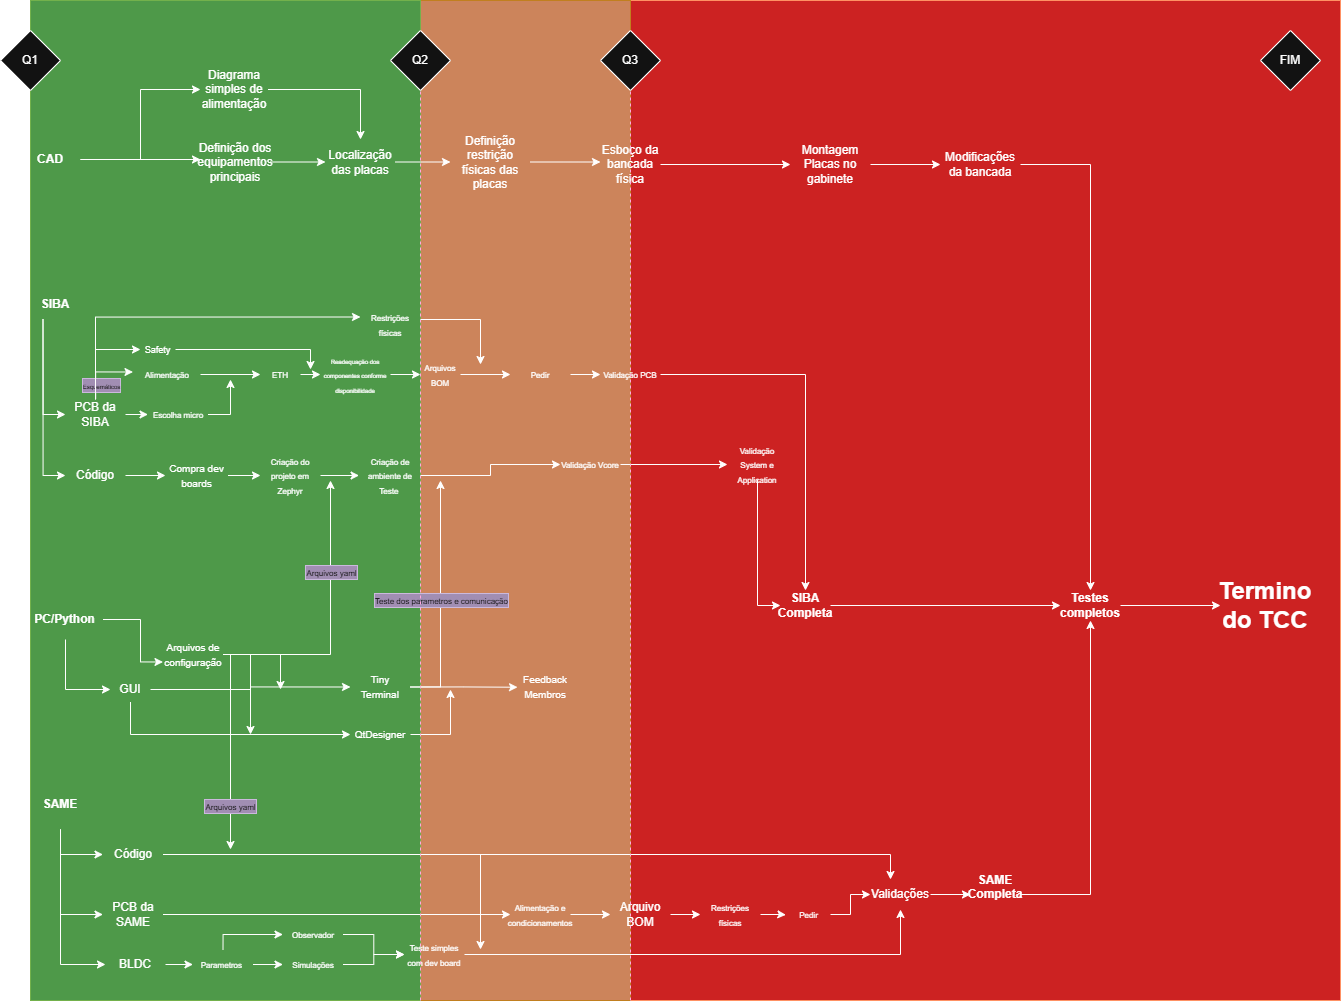 Q1
Q2
Q3
FIM
Diagrama
simples de
alimentação
CAD
Definição dos
equipamentos
principais
Localização
das placas
Definição
restrição
físicas das
placas
Esboço da
bancada
física
Montagem
Placas no
gabinete
Modificações
da bancada
SIBA
Restrições
físicas
Safety
Alimentação
ETH
Readequação dos
componentes conforme
disponibilidade
Arquivos
BOM
Pedir
Validação PCB
Esquemáticos
PCB da
SIBA
Escolha micro
Código
Compra dev
boards
Criação do
projeto em
Zephyr
Criação de
ambiente de
Teste
Validação Vcore
Validação
System e
Application
Arquivos yaml
Teste dos parametros e comunicação
SIBA
Completa
Testes
completos
Termino
do TCC
PC/Python
Arquivos de
configuração
GUI
Tiny
Terminal
Feedback
Membros
QtDesigner
SAME
Arquivos yaml
Código
Validações
SAME
Completa
PCB da
SAME
Alimentação e
condicionamentos
Arquivo
BOM
Restrições
físicas
Pedir
Observador
BLDC
Parametros
Simulações
Teste simples
com dev board